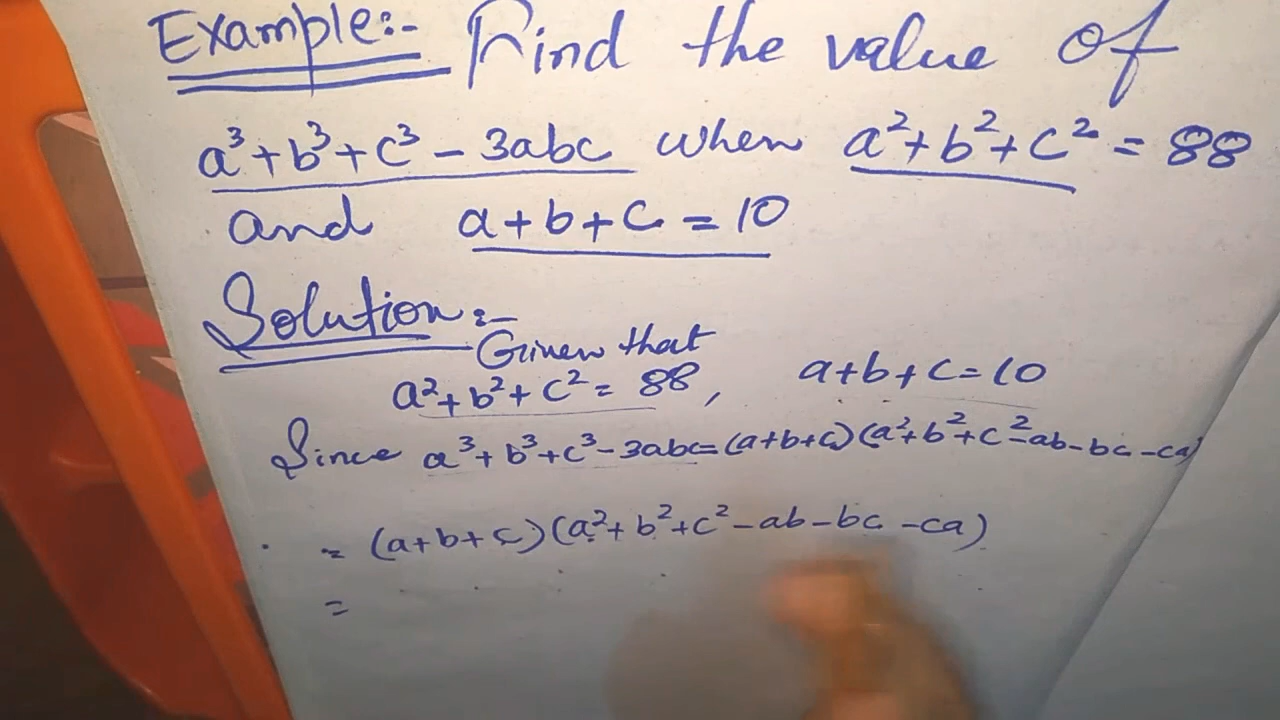 Example:- Find the value of
a³+b³+c³-3abc when a²+b²+c²=88
and a+b+c=10
Solution:-
Given that
a²+b²+c²=88, a+b+c=10
Since a³+b³+c³-3abc=(a+b+c)(a²+b²+c²-ab-bc-ca)
= (a+b+c)(a²+b²+c²-ab-bc-ca)
=